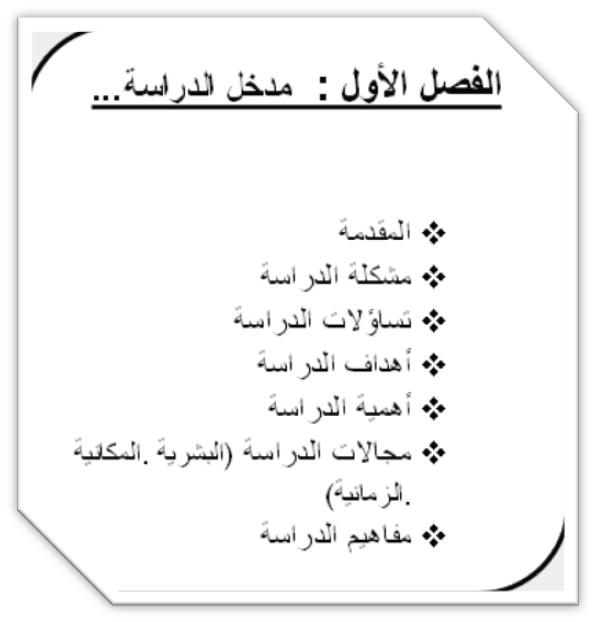 الفصل الأول : مدخل الدراسة...
❖ المقدمة
❖ مشكلة الدراسة
❖ تساؤلات الدراسة
❖ أهداف الدراسة
❖ أهمية الدراسة
❖ مجالات الدراسة (البشرية .المكانية
.الزمانية)
❖ مفاهيم الدراسة